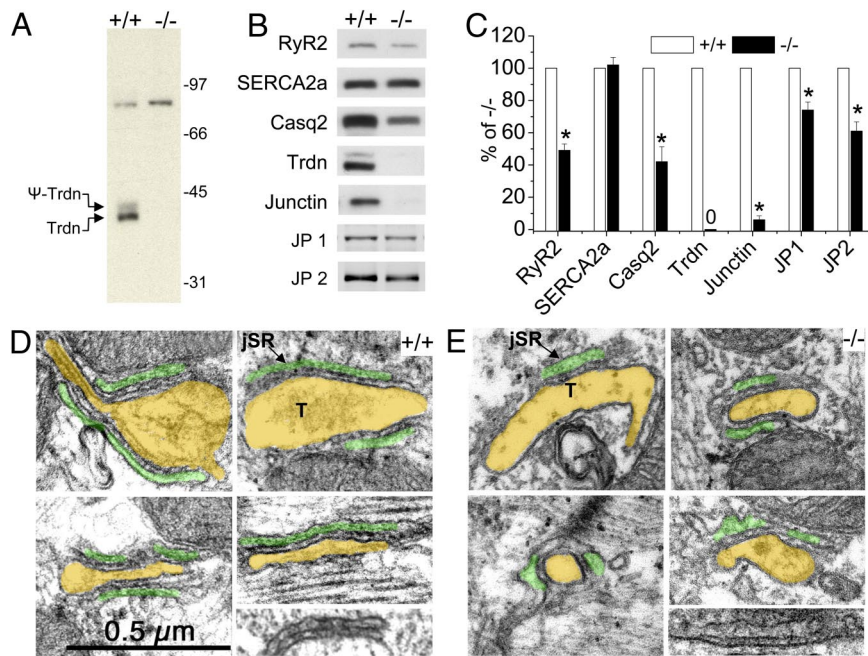 A
+/+ -/-
-97
-66
-45
-31
Ψ-Trdn
Trdn
B
+/+ -/-
RyR2
SERCA2a
Casq2
Trdn
Junctin
JP 1
JP 2
C
+/+ -/-
% of -/-
120
100
80
60
40
20
0
*
*
0
*
*
*
RyR2
SERCA2a
Casq2
Trdn
Junctin
JP1
JP2
D
jSR
+/+
T
0.5 µm
E
jSR
-/-
T